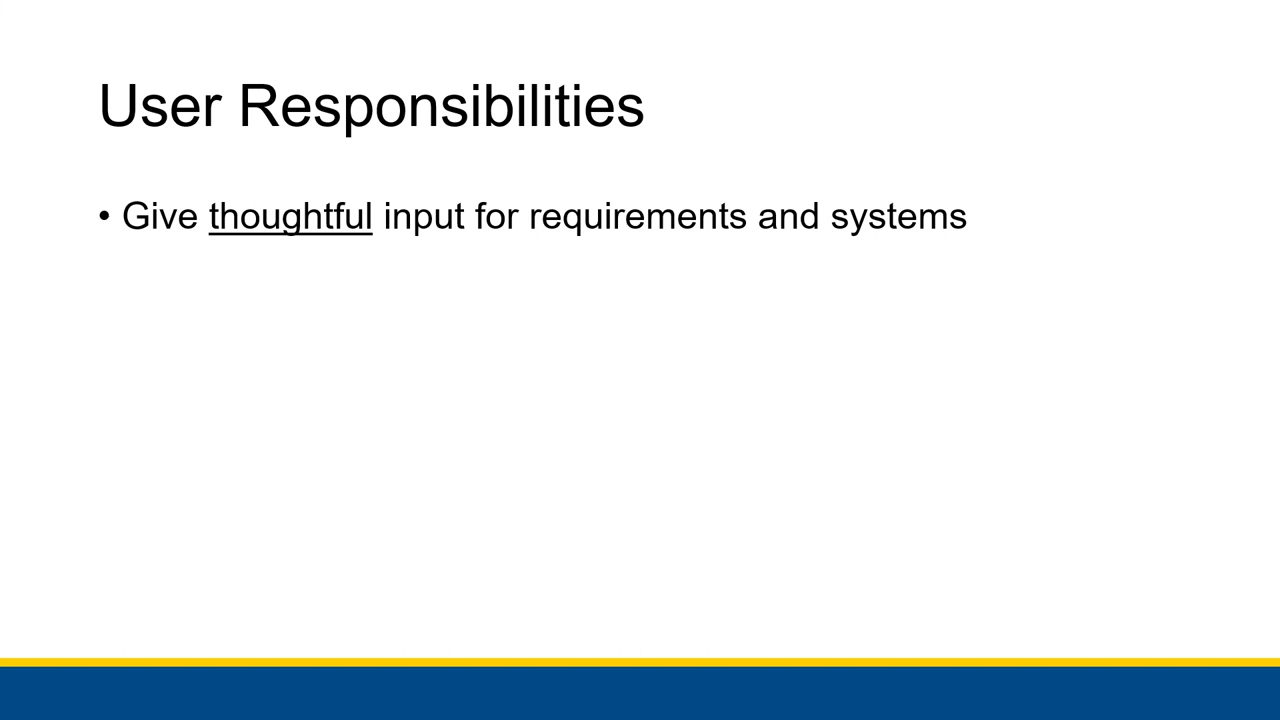 User Responsibilities
• Give thoughtful input for requirements and systems